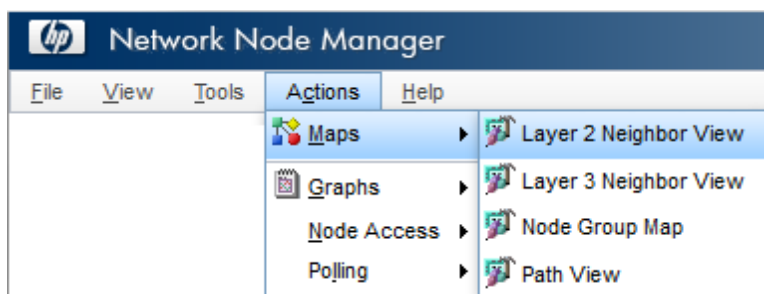 hp Network Node Manager
File View Tools Actions Help
Maps Layer 2 Neighbor View
Graphs Layer 3 Neighbor View
Node Access Node Group Map
Polling Path View